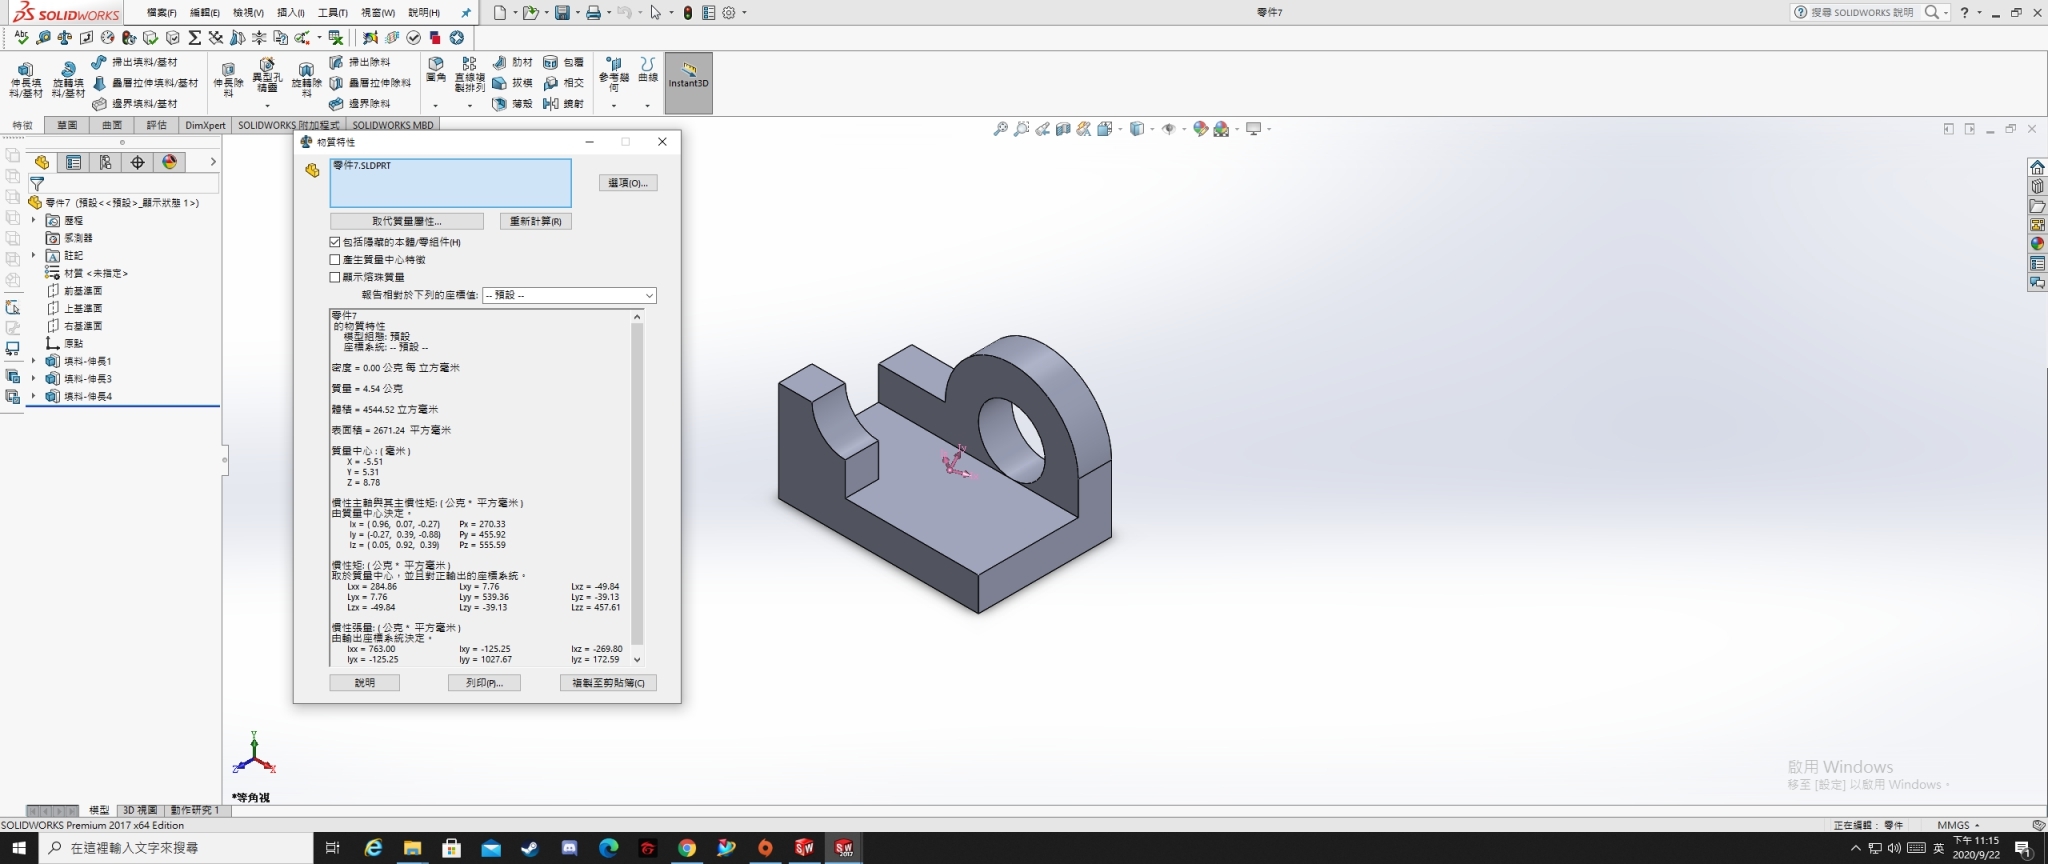 SOLIDWORKS 檔案(F) 編輯(E) 檢視(V) 插入(I) 工具(T) 視窗(W) 說明(H) 零件7 搜尋 SOLIDWORKS 說明
伸長填料/基材 旋轉填料/基材 掃出填料/基材 疊層拉伸填料/基材 邊界填料/基材 伸長除料 異型孔精靈 旋轉除料 掃出除料 疊層拉伸除料 邊界除料 圓角 直線複製排列 肋材 拔模 薄殼 包覆 相交 鏡射 參考幾何 曲線 Instant3D
特徵 草圖 曲面 評估 DimXpert SOLIDWORKS 附加程式 SOLIDWORKS MBD
零件7 (預設<<預設>_顯示狀態 1>)
歷程
感測器
註記
材質 <未指定>
前基準面
上基準面
右基準面
原點
填料-伸長1
填料-伸長3
填料-伸長4
物質特性
零件7.SLDPRT
選項(O)...
取代質量屬性... 重新計算(R)
包括隱藏的本體/零組件(H)
產生質量中心特徵
顯示熔珠質量
報告相對於下列的座標值: -- 預設 --
零件7
的物質特性
模型組態: 預設
座標系統: -- 預設 --
密度 = 0.00 公克 每 立方毫米
質量 = 4.54 公克
體積 = 4544.52 立方毫米
表面積 = 2671.24 平方毫米
質量中心 : ( 毫米 )
X = -5.51
Y = 5.31
Z = 8.78
慣性主軸與其主慣性矩: ( 公克 * 平方毫米 )
由質量中心決定。
Ix = ( 0.96, 0.07, -0.27) Px = 270.33
Iy = (-0.27, 0.39, -0.88) Py = 455.92
Iz = ( 0.05, 0.92, 0.39) Pz = 555.59
慣性矩: ( 公克 * 平方毫米 )
取於質量中心，並且對正輸出的座標系統。
Lxx = 284.86 Lxy = 7.76 Lxz = -49.84
Lyx = 7.76 Lyy = 539.36 Lyz = -39.13
Lzx = -49.84 Lzy = -39.13 Lzz = 457.61
慣性張量: ( 公克 * 平方毫米 )
由輸出座標系統決定。
Ixx = 763.00 Ixy = -125.25 Ixz = -269.80
Iyx = -125.25 Iyy = 1027.67 Iyz = 172.59
說明 列印(P)... 複製至剪貼簿(C)
Y
Z X
*等角視
啟用 Windows
移至 [設定] 以啟用 Windows。
模型 3D 視圖 動作研究 1
SOLIDWORKS Premium 2017 x64 Edition 正在編輯： 零件 MMGS
在這裡輸入文字來搜尋 英 下午 11:15
2020/9/22